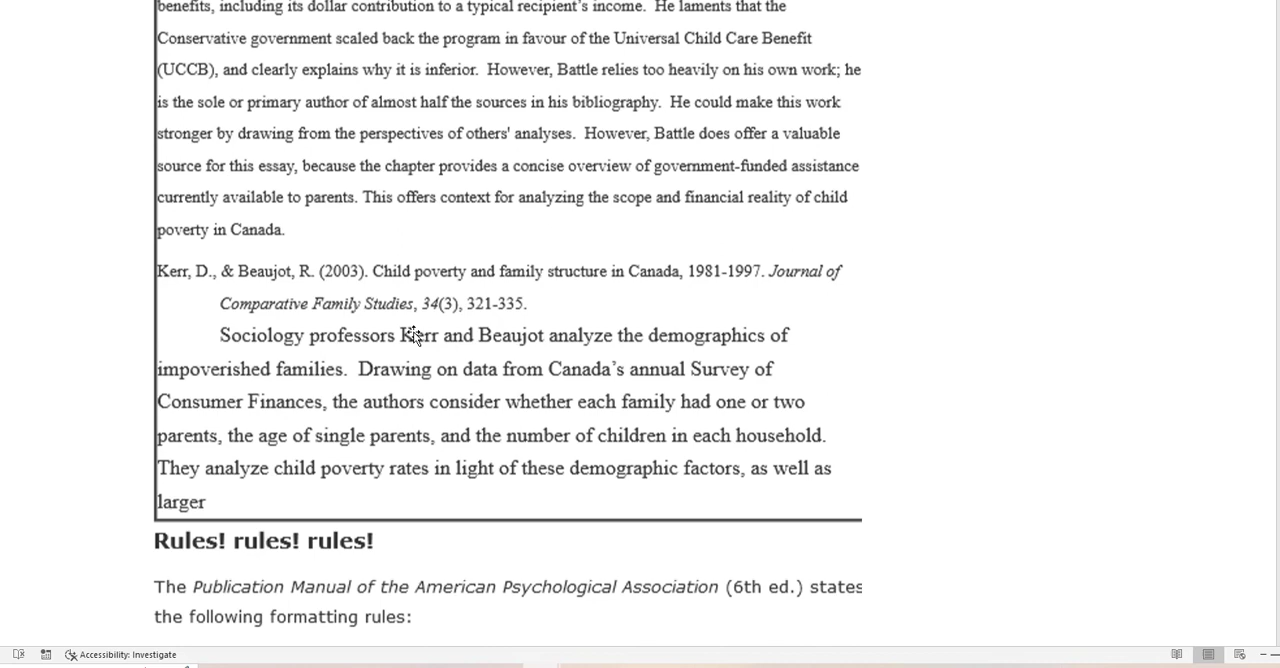 benefits, including its dollar contribution to a typical recipient's income.  He laments that the
Conservative government scaled back the program in favour of the Universal Child Care Benefit
(UCCB), and clearly explains why it is inferior.  However, Battle relies too heavily on his own work; he
is the sole or primary author of almost half the sources in his bibliography.  He could make this work
stronger by drawing from the perspectives of others' analyses.  However, Battle does offer a valuable
source for this essay, because the chapter provides a concise overview of government-funded assistance
currently available to parents. This offers context for analyzing the scope and financial reality of child
poverty in Canada.
Kerr, D., & Beaujot, R. (2003). Child poverty and family structure in Canada, 1981-1997. Journal of
Comparative Family Studies, 34(3), 321-335.
Sociology professors Kerr and Beaujot analyze the demographics of
impoverished families.  Drawing on data from Canada’s annual Survey of
Consumer Finances, the authors consider whether each family had one or two
parents, the age of single parents, and the number of children in each household.
They analyze child poverty rates in light of these demographic factors, as well as
larger
Rules! rules! rules!
The Publication Manual of the American Psychological Association (6th ed.) states
the following formatting rules:
Accessibility: Investigate